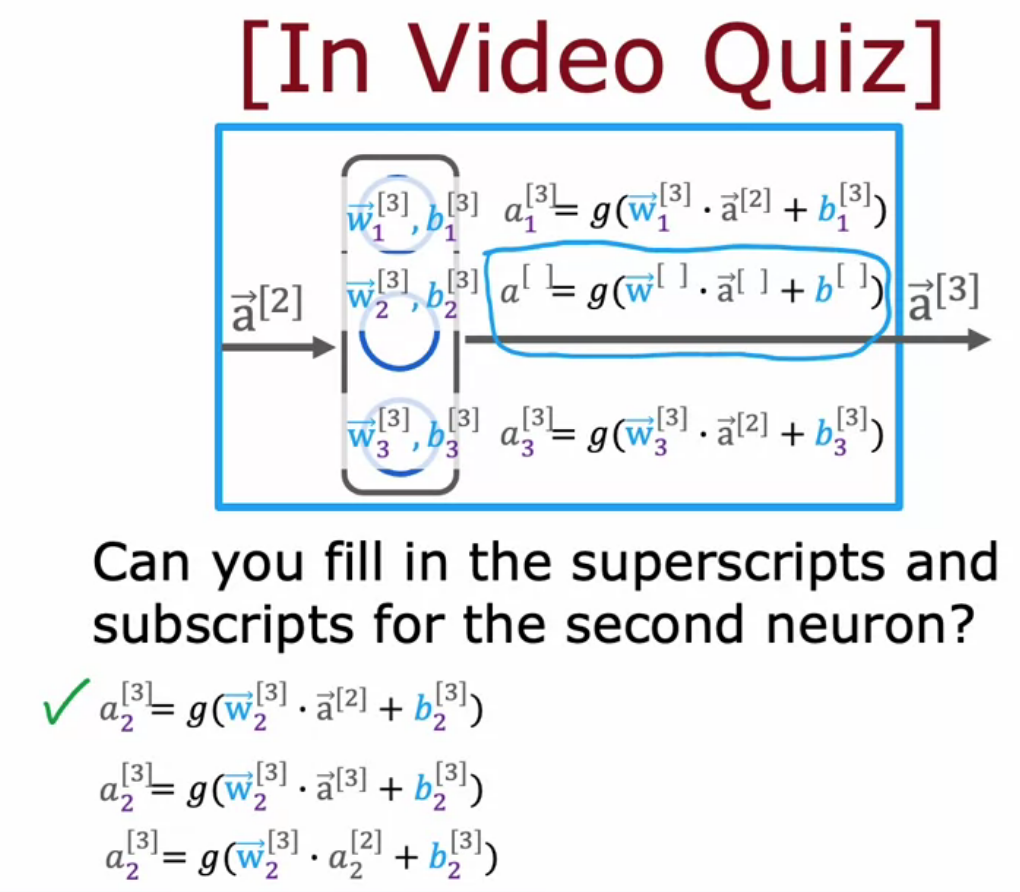 [In Video Quiz]
$\vec{w}_1^{[3]}, b_1^{[3]}$ $a_1^{[3]} = g(\vec{w}_1^{[3]} \cdot \vec{a}^{[2]} + b_1^{[3]})$
$\vec{a}^{[2]}$ $\vec{w}_2^{[3]}, b_2^{[3]}$ $a^{[\ ]} = g(\vec{w}^{[\ ]} \cdot \vec{a}^{[\ ]} + b^{[\ ]})$ $\vec{a}^{[3]}$
$\vec{w}_3^{[3]}, b_3^{[3]}$ $a_3^{[3]} = g(\vec{w}_3^{[3]} \cdot \vec{a}^{[2]} + b_3^{[3]})$
Can you fill in the superscripts and
subscripts for the second neuron?
✓ $a_2^{[3]} = g(\vec{w}_2^{[3]} \cdot \vec{a}^{[2]} + b_2^{[3]})$
$a_2^{[3]} = g(\vec{w}_2^{[3]} \cdot \vec{a}^{[3]} + b_2^{[3]})$
$a_2^{[3]} = g(\vec{w}_2^{[3]} \cdot a_2^{[2]} + b_2^{[3]})$